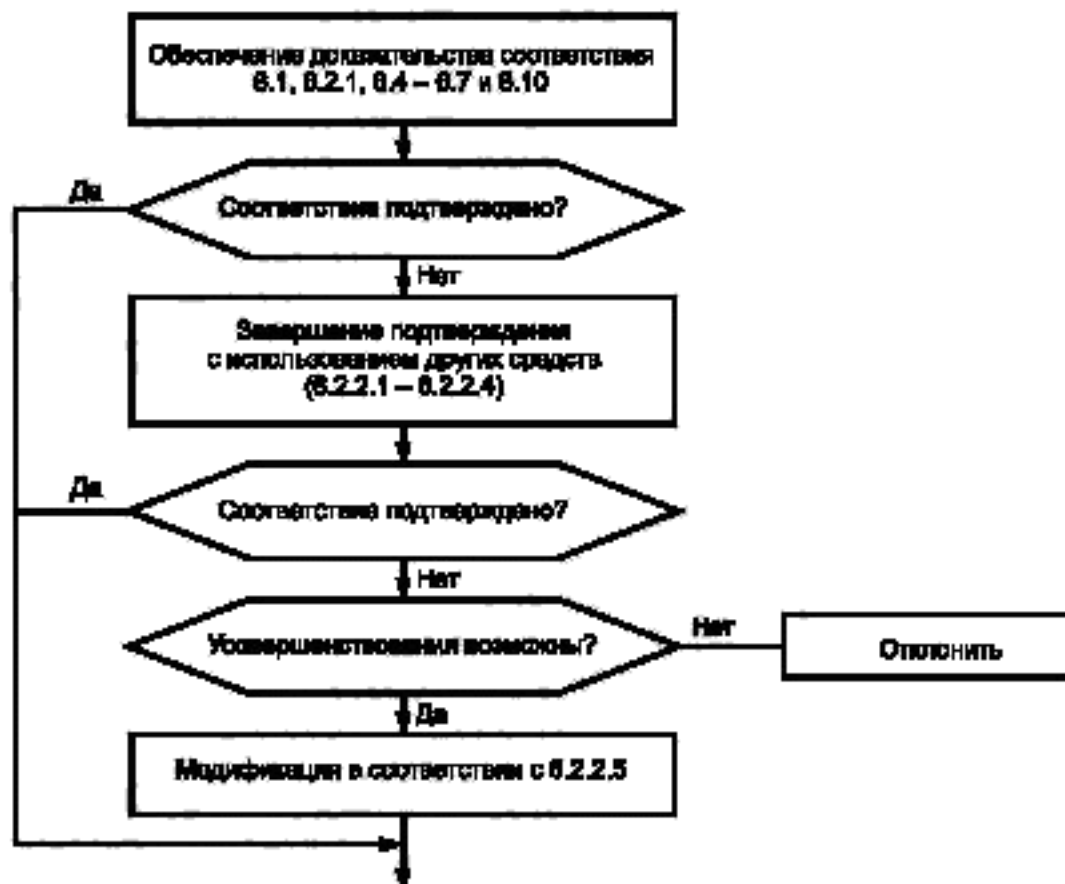 Обеспечение доказательства соответствия
6.1, 6.2.1, 6.4 – 6.7 и 6.10
Да
Соответствие подтверждено?
Нет
Завершение подтверждения
с использованием других средств
(6.2.2.1 – 6.2.2.4)
Да
Соответствие подтверждено?
Нет
Усовершенствования возможны?
Нет
Отклонить
Да
Модификация в соответствии с 6.2.2.5